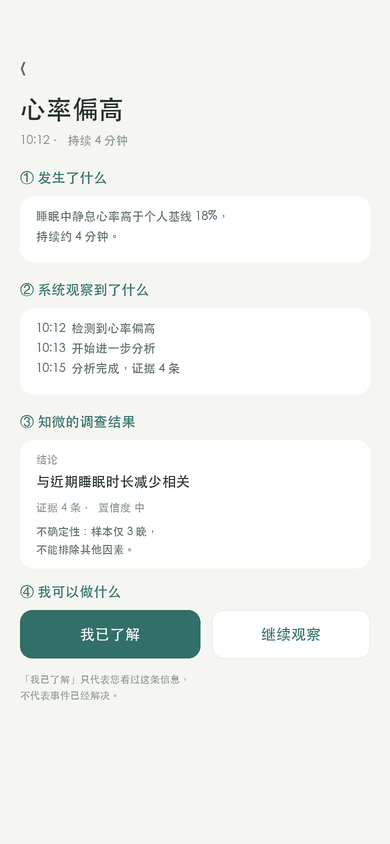 心率偏高
10:12 · 持续 4 分钟
① 发生了什么
睡眠中静息心率高于个人基线 18%，
持续约 4 分钟。
② 系统观察到了什么
10:12 检测到心率偏高
10:13 开始进一步分析
10:15 分析完成，证据 4 条
③ 知微的调查结果
结论
与近期睡眠时长减少相关
证据 4 条 · 置信度 中
不确定性：样本仅 3 晚，
不能排除其他因素。
④ 我可以做什么
我已了解
继续观察
「我已了解」只代表您看过这条信息，
不代表事件已经解决。